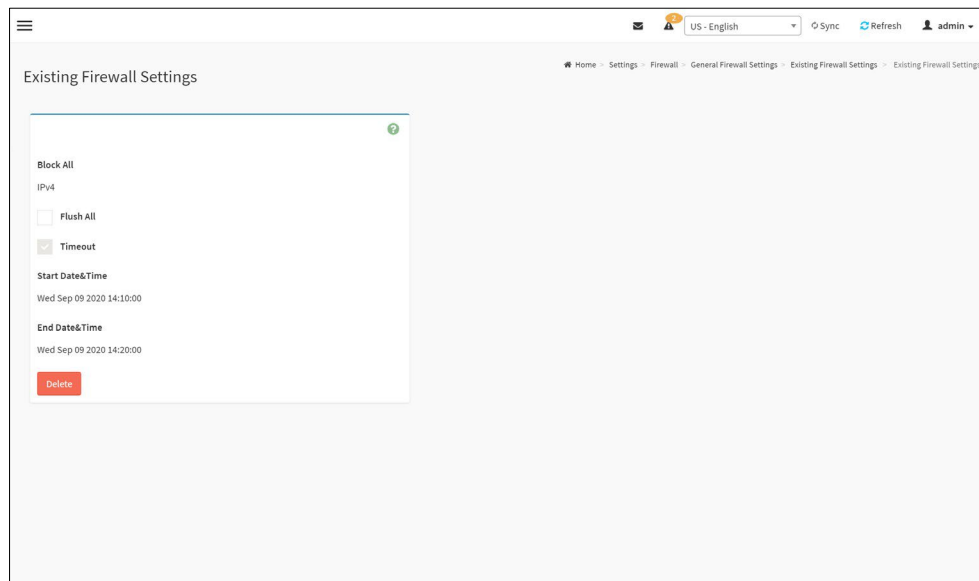 2
US - English
Sync
Refresh
admin
Existing Firewall Settings
Home > Settings > Firewall > General Firewall Settings > Existing Firewall Settings > Existing Firewall Settings
?
Block All
IPv4
Flush All
Timeout
Start Date&Time
Wed Sep 09 2020 14:10:00
End Date&Time
Wed Sep 09 2020 14:20:00
Delete